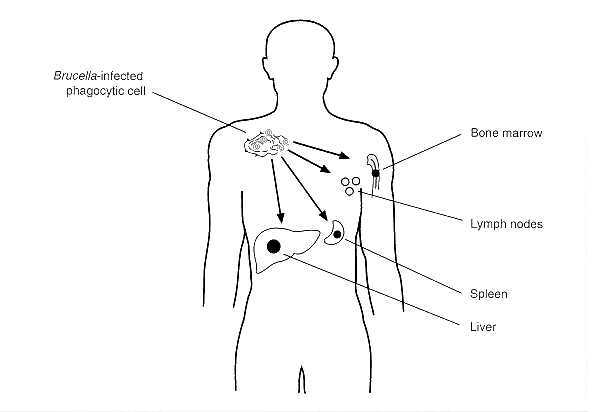 Brucella-infected
phagocytic cell
Bone marrow
Lymph nodes
Spleen
Liver